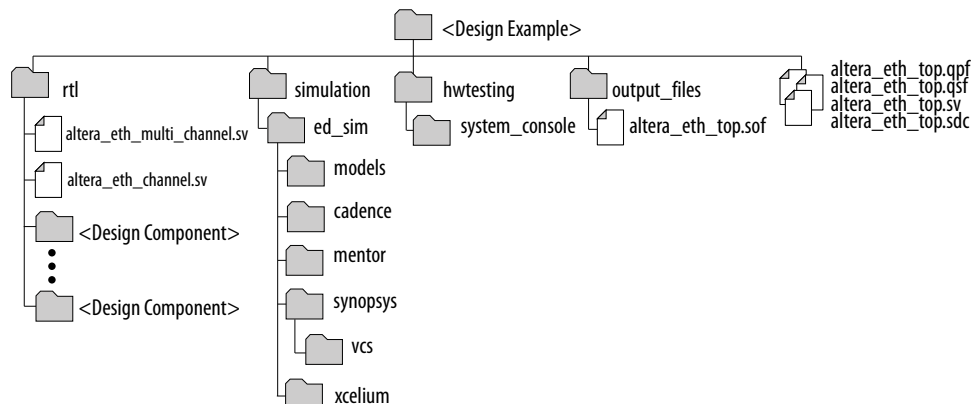 <Design Example>
rtl
altera_eth_multi_channel.sv
altera_eth_channel.sv
<Design Component>
<Design Component>
simulation
ed_sim
models
cadence
mentor
synopsys
vcs
xcelium
hwtesting
system_console
output_files
altera_eth_top.sof
altera_eth_top.qpf
altera_eth_top.qsf
altera_eth_top.sv
altera_eth_top.sdc